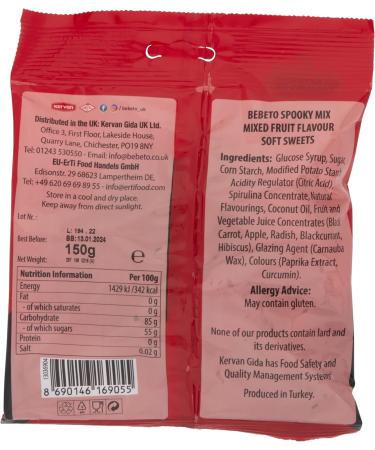 kervan
/bebeto_uk
Distributed in the UK: Kervan Gida UK Ltd.
Office 3, First Floor, Lakeside House,
Quarry Lane, Chichester, PO19 8NY
Tel: 01243 530550 - Email: info@bebeto.co.uk
EU-ErTi Food Handels GmbH
Edisonstr. 29 68623 Lampertheim DE,
Tel: +49 620 69 69 89 55 - info@ertifood.com
Store in a cool and dry place.
Keep away from direct sunlight.
Lot Nr.:
L: 194. 22
Best Before: BB:13.01.2024
Net Weight: 150g e
Nutrition Information Per 100g
Energy 1429 kJ/342 kcal
Fat 0 g
- of which saturates 0 g
Carbohydrate 85 g
- of which sugars 55 g
Protein 0 g
Salt 0.02 g
8 690146 169055
BEBETO SPOOKY MIX
MIXED FRUIT FLAVOUR
SOFT SWEETS
Ingredients: Glucose Syrup, Sugar,
Corn Starch, Modified Potato Star
Acidity Regulator (Citric Acid),
Spirulina Concentrate, Natural
Flavourings, Coconut Oil, Fruit and
Vegetable Juice Concentrates (Bla
Carrot, Apple, Radish, Blackcurrant,
Hibiscus), Glazing Agent (Carnauba
Wax), Colours (Paprika Extract,
Curcumin).
Allergy Advice:
May contain gluten.
None of our products contain lard and
its derivatives.
Kervan Gida has Food Safety and
Quality Management Systems
Produced in Turkey.